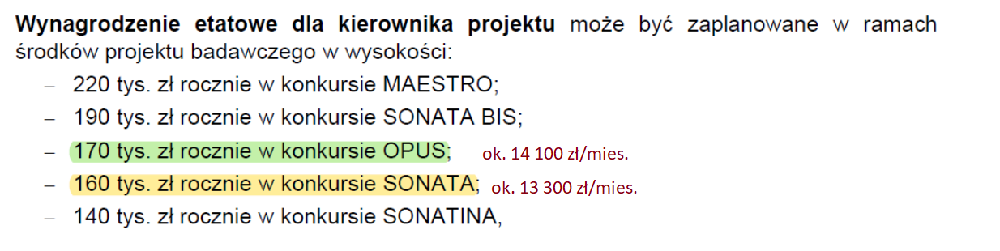 Wynagrodzenie etatowe dla kierownika projektu może być zaplanowane w ramach
środków projektu badawczego w wysokości:
– 220 tys. zł rocznie w konkursie MAESTRO;
– 190 tys. zł rocznie w konkursie SONATA BIS;
– 170 tys. zł rocznie w konkursie OPUS; ok. 14 100 zł/mies.
– 160 tys. zł rocznie w konkursie SONATA; ok. 13 300 zł/mies.
– 140 tys. zł rocznie w konkursie SONATINA,